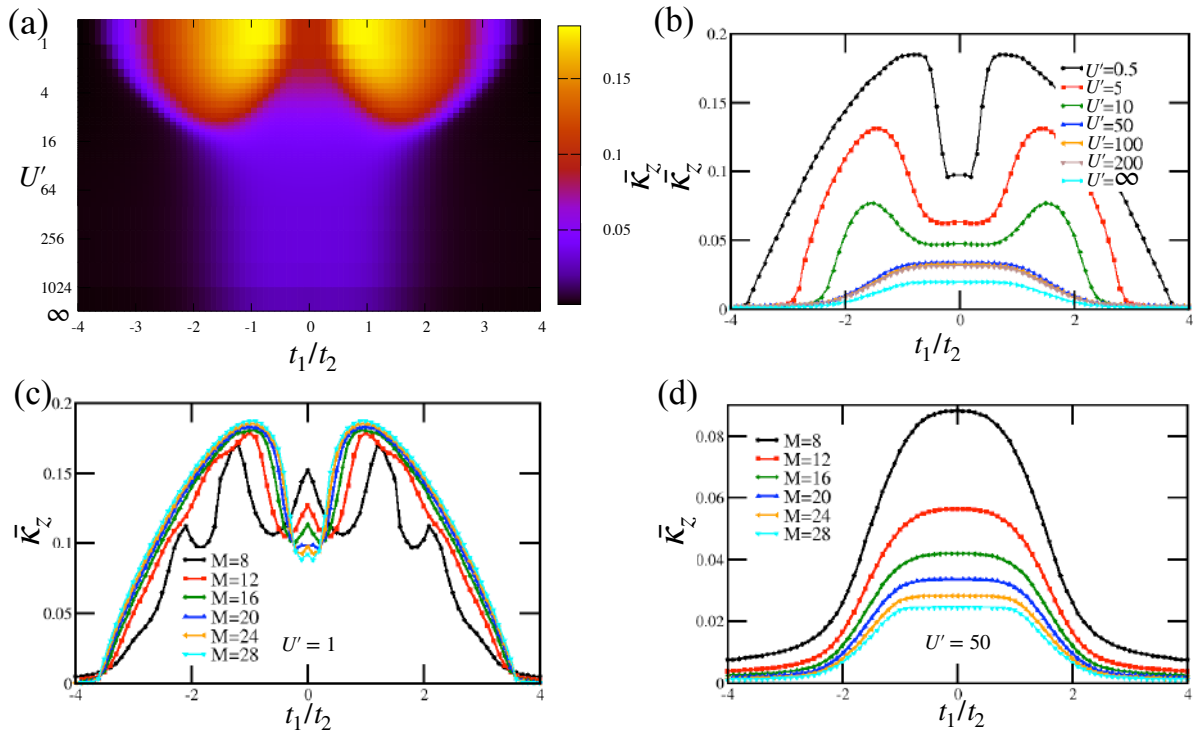 (a)
1
4
16
U′
64
256
1024
∞
-4 -3 -2 -1 0 1 2 3 4
t₁/t₂
0.15
0.1
0.05
κ̄_z
(b)
0.2
0.15
0.1
0.05
0
κ̄_z
U′=0.5
U′=5
U′=10
U′=50
U′=100
U′=200
U′=∞
-4 -2 0 2 4
t₁/t₂
(c)
0.2
0.15
0.1
0.05
0
κ̄_z
M=8
M=12
M=16
M=20
M=24
M=28
U′ = 1
-4 -2 0 2 4
t₁/t₂
(d)
0.08
0.06
0.04
0.02
0
κ̄_z
M=8
M=12
M=16
M=20
M=24
M=28
U′ = 50
-4 -2 0 2 4
t₁/t₂